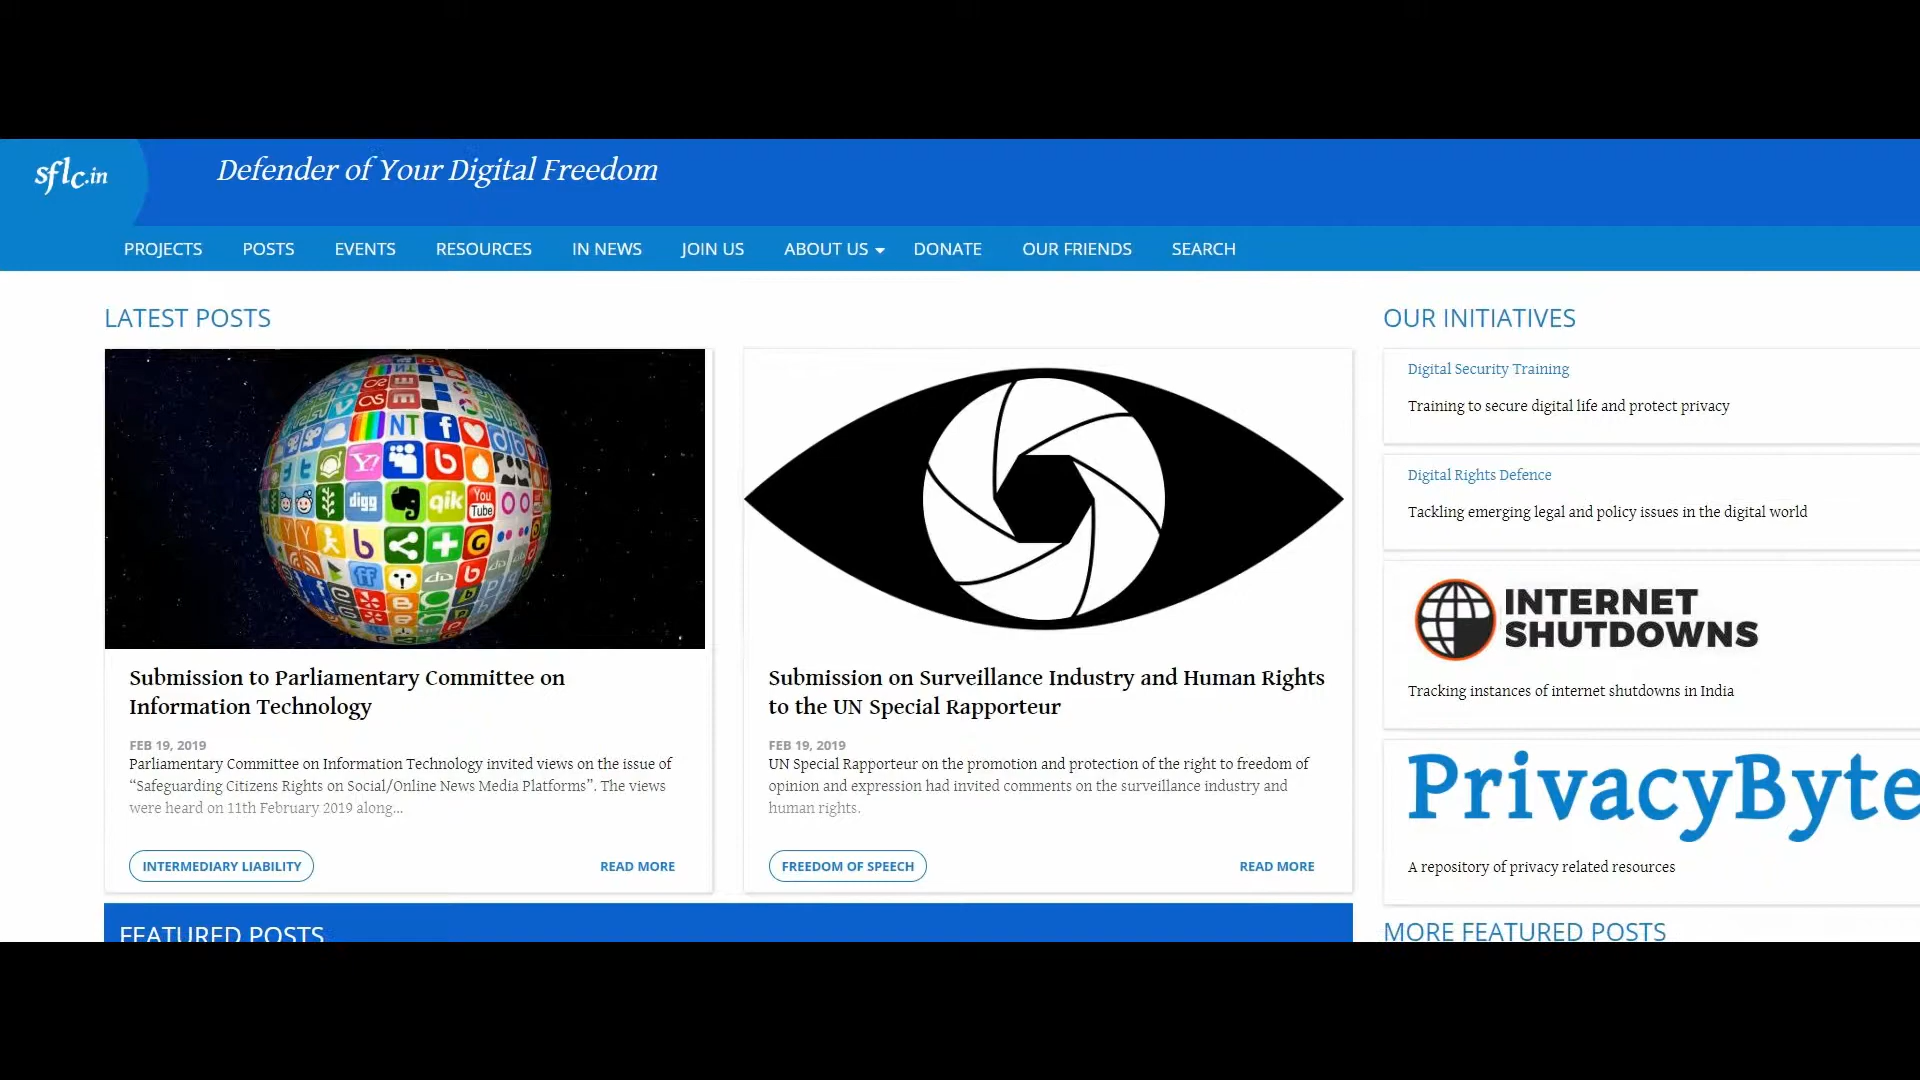 sflc.in
Defender of Your Digital Freedom
PROJECTS POSTS EVENTS RESOURCES IN NEWS JOIN US ABOUT US DONATE OUR FRIENDS SEARCH
LATEST POSTS
NT
Y!
digg
qik
You
Tube
Submission to Parliamentary Committee on
Information Technology
FEB 19, 2019
Parliamentary Committee on Information Technology invited views on the issue of
“Safeguarding Citizens Rights on Social/Online News Media Platforms”. The views
were heard on 11th February 2019 along...
INTERMEDIARY LIABILITY READ MORE
Submission on Surveillance Industry and Human Rights
to the UN Special Rapporteur
FEB 19, 2019
UN Special Rapporteur on the promotion and protection of the right to freedom of
opinion and expression had invited comments on the surveillance industry and
human rights.
FREEDOM OF SPEECH READ MORE
FEATURED POSTS
OUR INITIATIVES
Digital Security Training
Training to secure digital life and protect privacy
Digital Rights Defence
Tackling emerging legal and policy issues in the digital world
INTERNET
SHUTDOWNS
Tracking instances of internet shutdowns in India
PrivacyByte
A repository of privacy related resources
MORE FEATURED POSTS